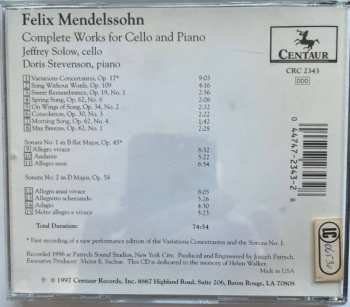 Felix Mendelssohn
Complete Works for Cello and Piano
Jeffrey Solow, cello
Doris Stevenson, piano
CENTAUR
CRC 2343
DDD
1 Variations Concertantes, Op. 17* 9:03
2 Song Without Words, Op. 109 4:16
3 Sweet Remembrance, Op. 19, No. 1 2:56
4 Spring Song, Op. 62, No. 6 2:06
5 On Wings of Song, Op. 34, No. 2
6 Consolation, Op. 30, No. 3 2:22
7 Morning Song, Op. 62, No. 4 1:42
8 May Breezes, Op. 62, No. 1 2:25
Sonata No. 1 in B flat Major, Op. 45*
9 Allegro vivace 8:32
10 Andante 5:22
11 Allegro assai 6:54
Sonata No. 2 in D Major, Op. 58
12 Allegro assai vivace 8:05
13 Allegretto scherzando 5:26
14 Adagio
15 Molto allegro e vivace
Total Duration: 74:54
* First recording of a new performance edition of the Variations Concertantes and the Sonata No. 1.
Recorded 1996 at Patrych Sound Studios, New York City. Produced and Engineered by Joseph Patrych.
Executive Producer: Victor E. Sachse. This CD is dedicated to the memory of Helen Walker.
Made in USA
℗ © 1997 Centaur Records, Inc. 8867 Highland Road, Suite 206, Baton Rouge, LA 70808
0 44747-2343-2 8